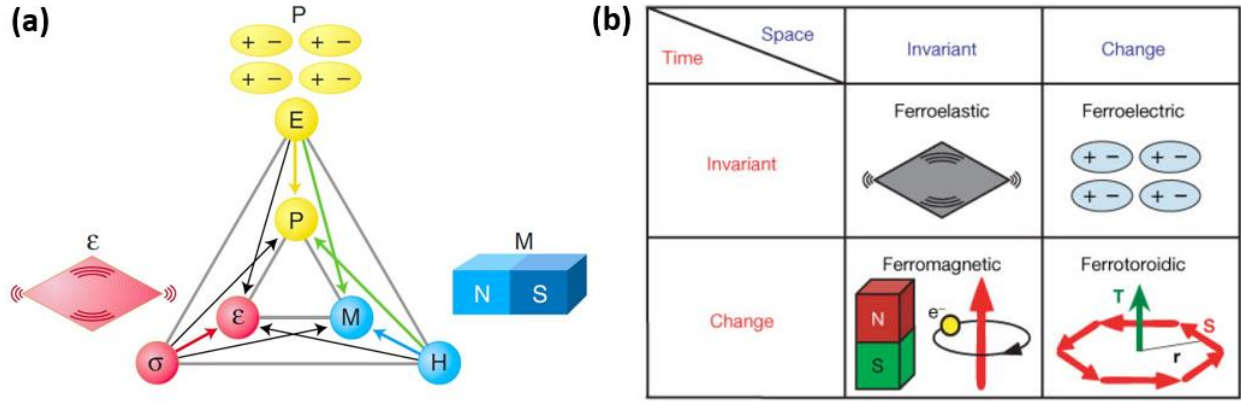 (a)
P
+ − + −
+ − + −
E
P
ε
M
N S
ε
M
σ
H
(b)
Space
Time
Invariant
Change
Invariant
Ferroelastic
Ferroelectric
+ − + −
+ − + −
Change
Ferromagnetic
N
S
e−
Ferrotoroidic
T
S
r